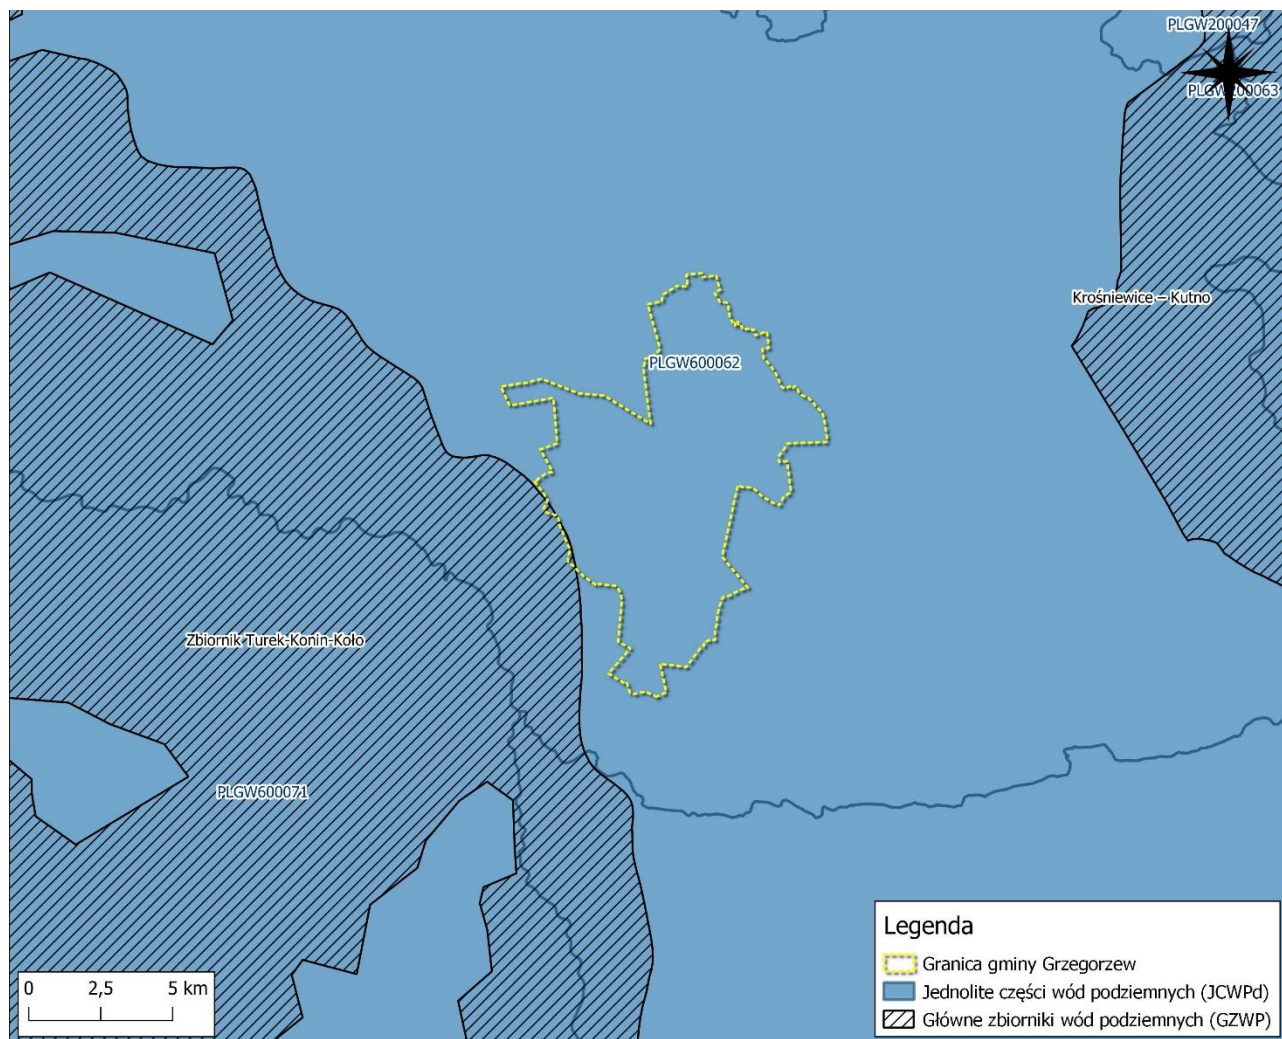 PLGW200047
PLGW200063
Krośniewice – Kutno
PLGW600062
Zbiornik Turek-Konin-Koło
PLGW600071
Legenda
Granica gminy Grzegorzew
Jednolite części wód podziemnych (JCWPd)
Główne zbiorniki wód podziemnych (GZWP)
0 2,5 5 km